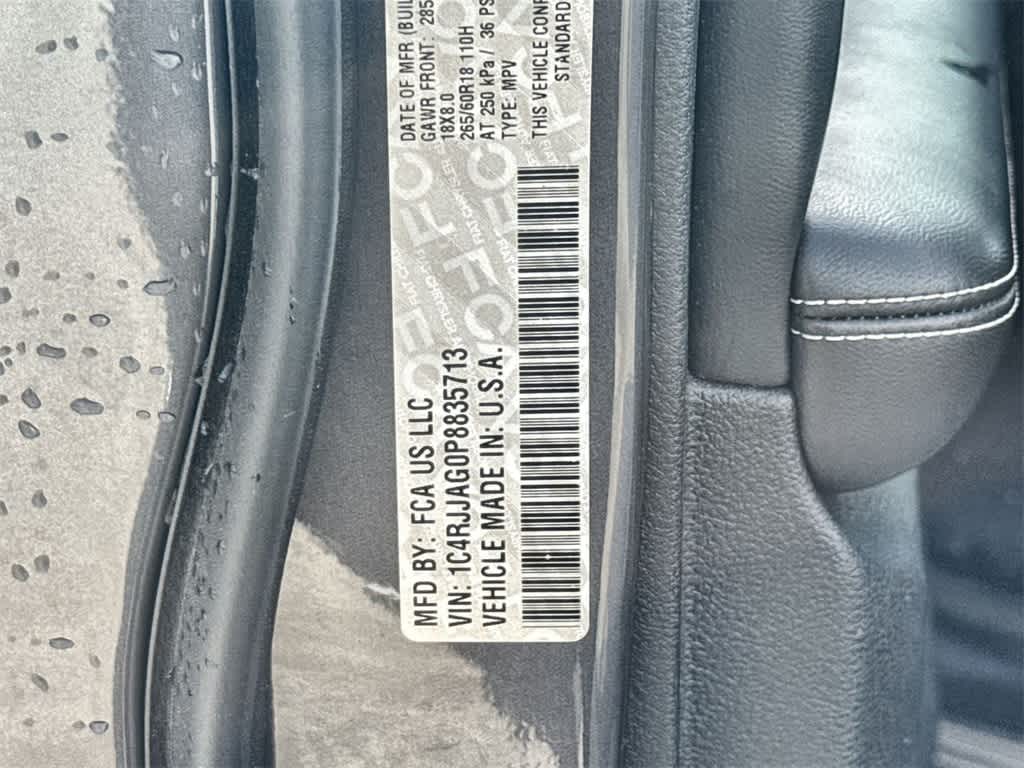 MFD BY: FCA US LLC
VIN: 1C4RJJAG0P8835713
VEHICLE MADE IN: U.S.A.
DATE OF MFR
GAWR FRONT: 285
18X8.0
265/60R18 110H
AT 250 kPa / 36 PS
TYPE: MPV
THIS VEHICLE CONF
STANDARD